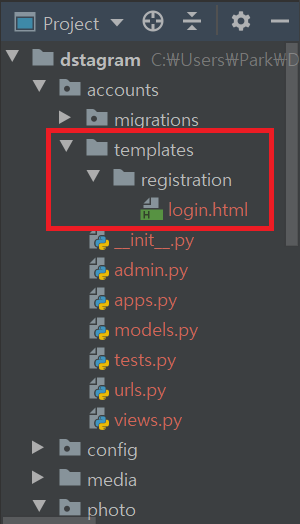 Project
dstagram C:₩Users₩Park₩D
accounts
migrations
templates
registration
login.html
__init__.py
admin.py
apps.py
models.py
tests.py
urls.py
views.py
config
media
photo